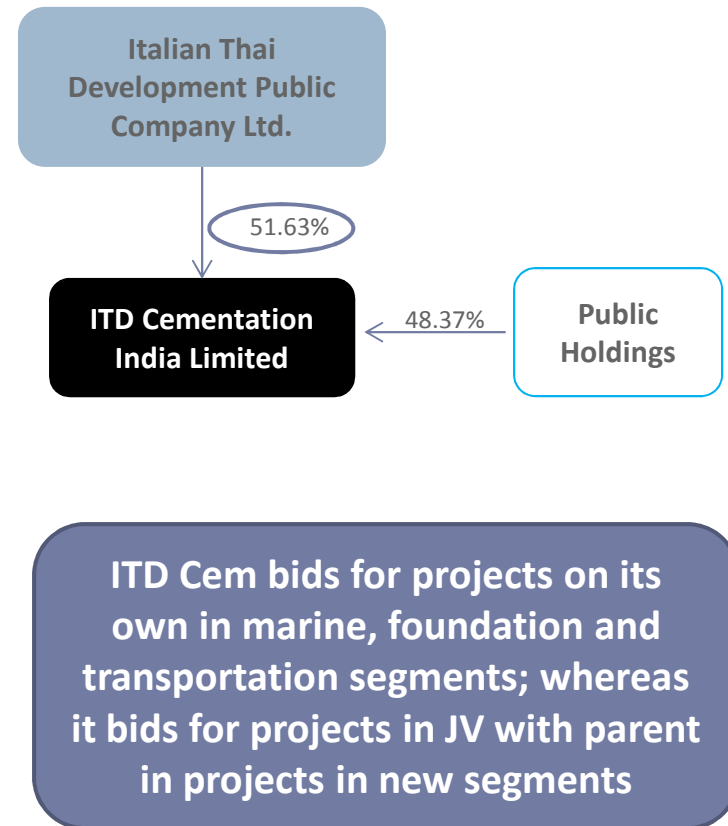 Italian Thai
Development Public
Company Ltd.
51.63%
ITD Cementation
India Limited
48.37%
Public
Holdings
ITD Cem bids for projects on its
own in marine, foundation and
transportation segments; whereas
it bids for projects in JV with parent
in projects in new segments